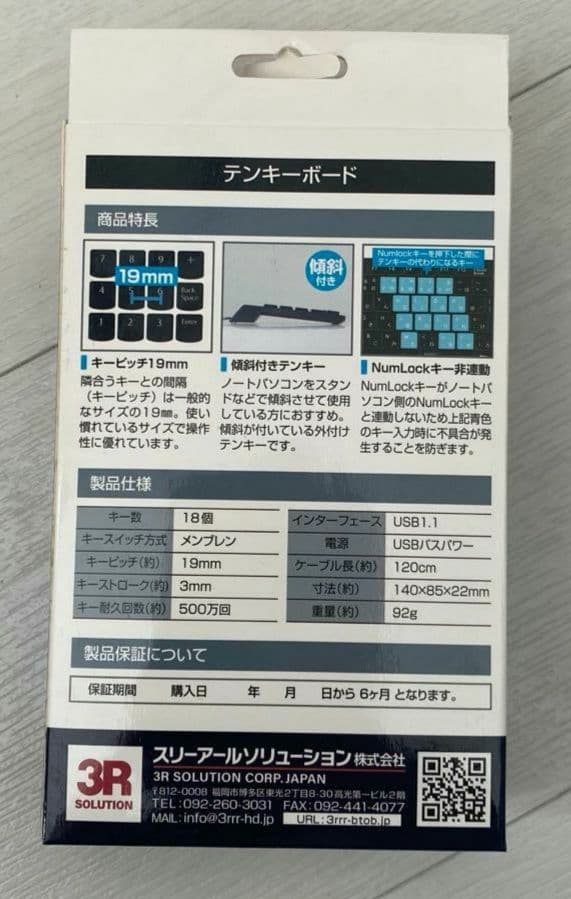 テンキーボード
商品特長
7 8 9 +
19mm
4 5 6 Back Space
1 2 3 Enter
傾斜
付き
Numlockキーを押下した際に
テンキーの代わりになるキー
キーピッチ19mm
隣合うキーとの間隔
（キーピッチ）は一般的
なサイズの19㎜。使い
慣れているサイズで操作
性に優れています。
傾斜付きテンキー
ノートパソコンをスタン
ドなどで傾斜させて使用
している方におすすめ。
傾斜が付いている外付け
テンキーです。
NumLockキー非連動
NumLockキーがノートパ
ソコン側のNumLockキー
と連動しないため上記青色
のキー入力時に不具合が発
生することを防ぎます。
製品仕様
キー数 18個
キースイッチ方式 メンブレン
キーピッチ(約) 19mm
キーストローク(約) 3mm
キー耐久回数(約) 500万回
インターフェース USB1.1
電源 USBバスパワー
ケーブル長(約) 120cm
寸法(約) 140×85×22mm
重量(約) 92g
製品保証について
保証期間 購入日 年 月 日から 6ヶ月 となります。
3R
SOLUTION
スリーアールソリューション株式会社
3R SOLUTION CORP.JAPAN
〒812-0008 福岡市博多区東光2丁目8-30高光第一ビル2階
TEL:092-260-3031 FAX:092-441-4077
MAIL:info@3rrr-hd.jp URL:3rrr-btob.jp